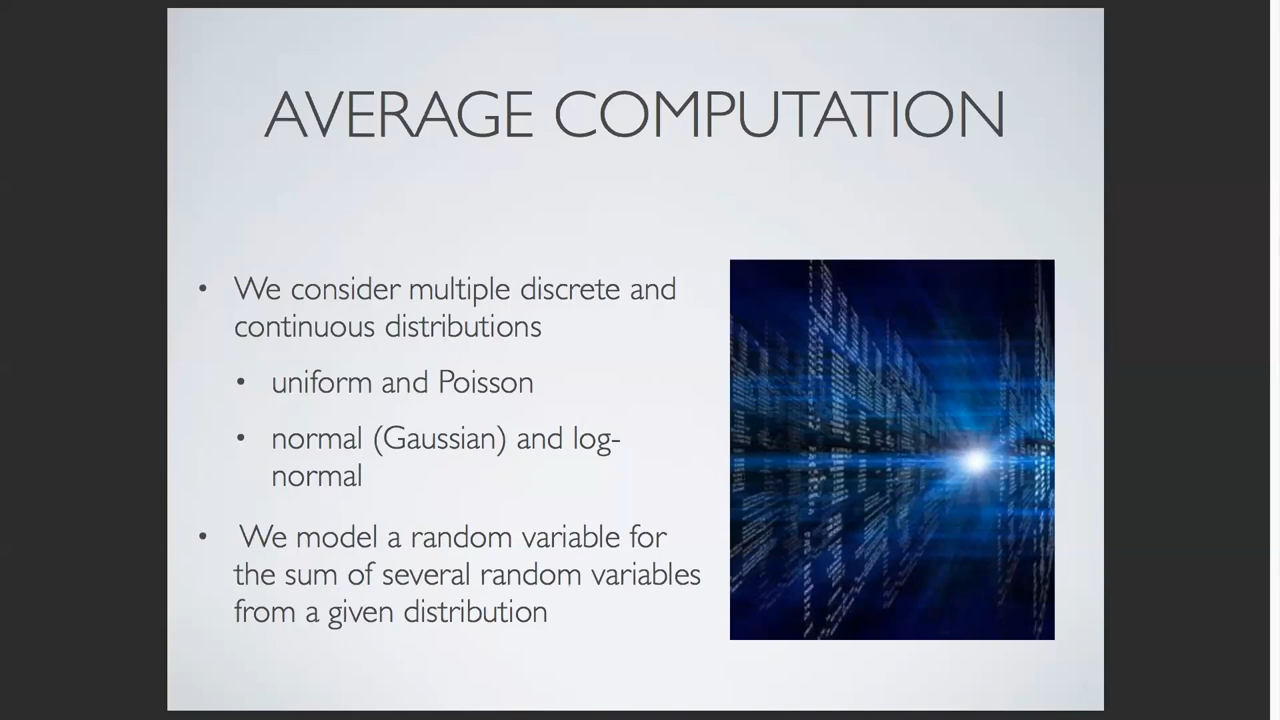 AVERAGE COMPUTATION
• We consider multiple discrete and
continuous distributions
• uniform and Poisson
• normal (Gaussian) and log-
normal
• We model a random variable for
the sum of several random variables
from a given distribution